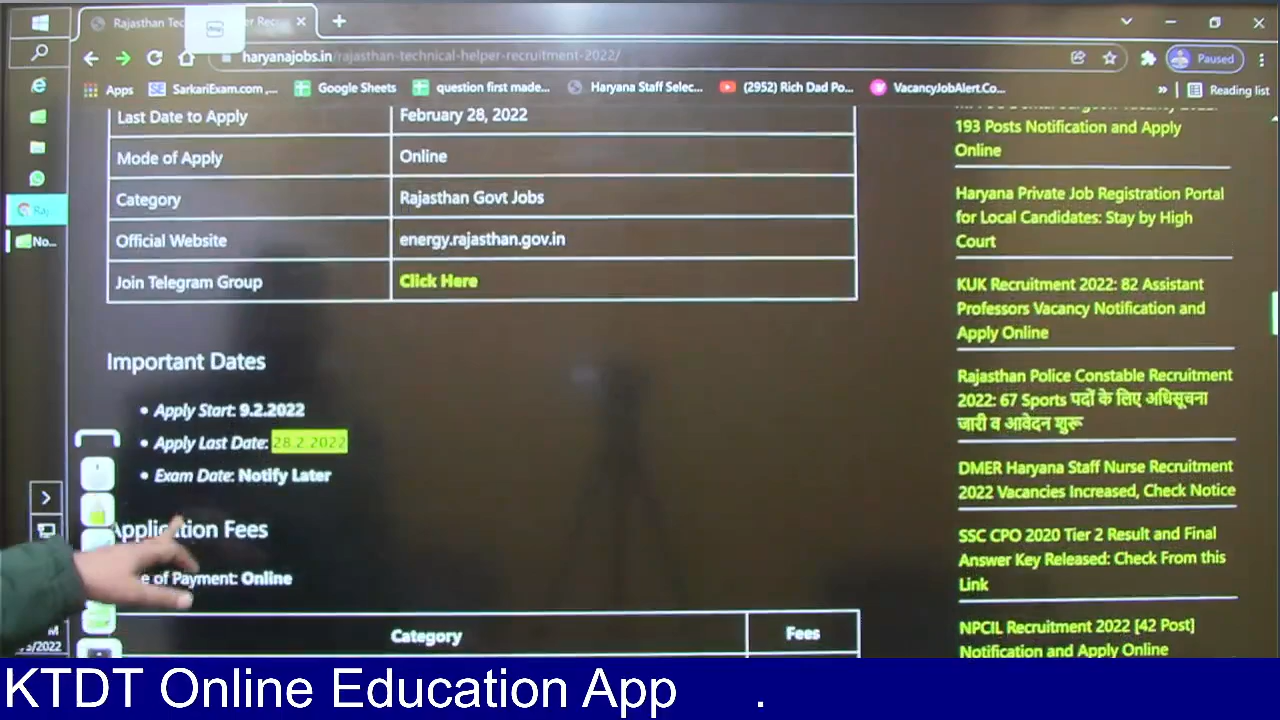 Rajasthan Tec
haryanajobs.in/rajasthan-technical-helper-recruitment-2022/
Paused
Apps
SarkariExam.com ,...
Google Sheets
question first made...
Haryana Staff Selec...
(2952) Rich Dad Po...
VacancyJobAlert.Co...
»
Reading list
Last Date to Apply February 28, 2022
Mode of Apply Online
Category Rajasthan Govt Jobs
Official Website energy.rajasthan.gov.in
Join Telegram Group Click Here
Important Dates
• Apply Start: 9.2.2022
• Apply Last Date: 28.2.2022
• Exam Date: Notify Later
Application Fees
e of Payment: Online
Category Fees
193 Posts Notification and Apply
Online
Haryana Private Job Registration Portal
for Local Candidates: Stay by High
Court
KUK Recruitment 2022: 82 Assistant
Professors Vacancy Notification and
Apply Online
Rajasthan Police Constable Recruitment
2022: 67 Sports पदों के लिए अधिसूचना
जारी व आवेदन शुरू
DMER Haryana Staff Nurse Recruitment
2022 Vacancies Increased, Check Notice
SSC CPO 2020 Tier 2 Result and Final
Answer Key Released: Check From this
Link
NPCIL Recruitment 2022 [42 Post]
Notification and Apply Online
Raj
No...
KTDT Online Education App .